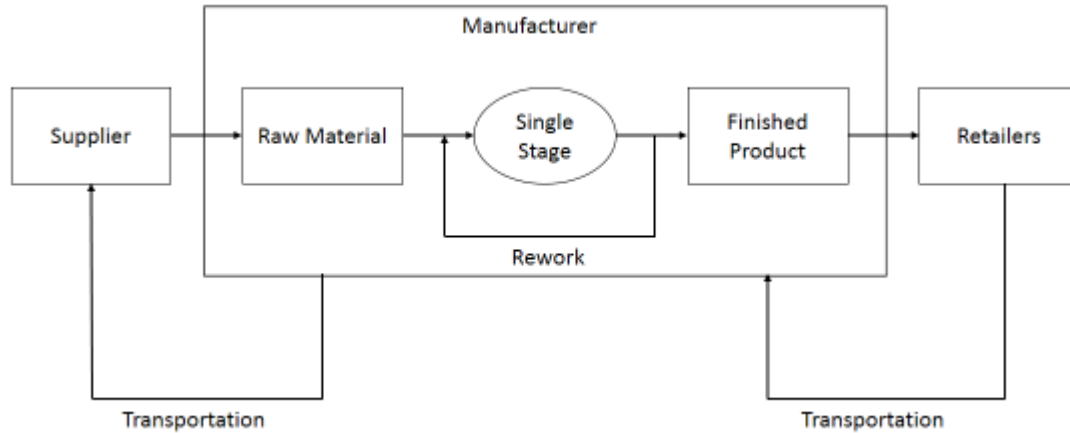 Manufacturer
Supplier
Raw Material
Single
Stage
Finished
Product
Retailers
Rework
Transportation
Transportation